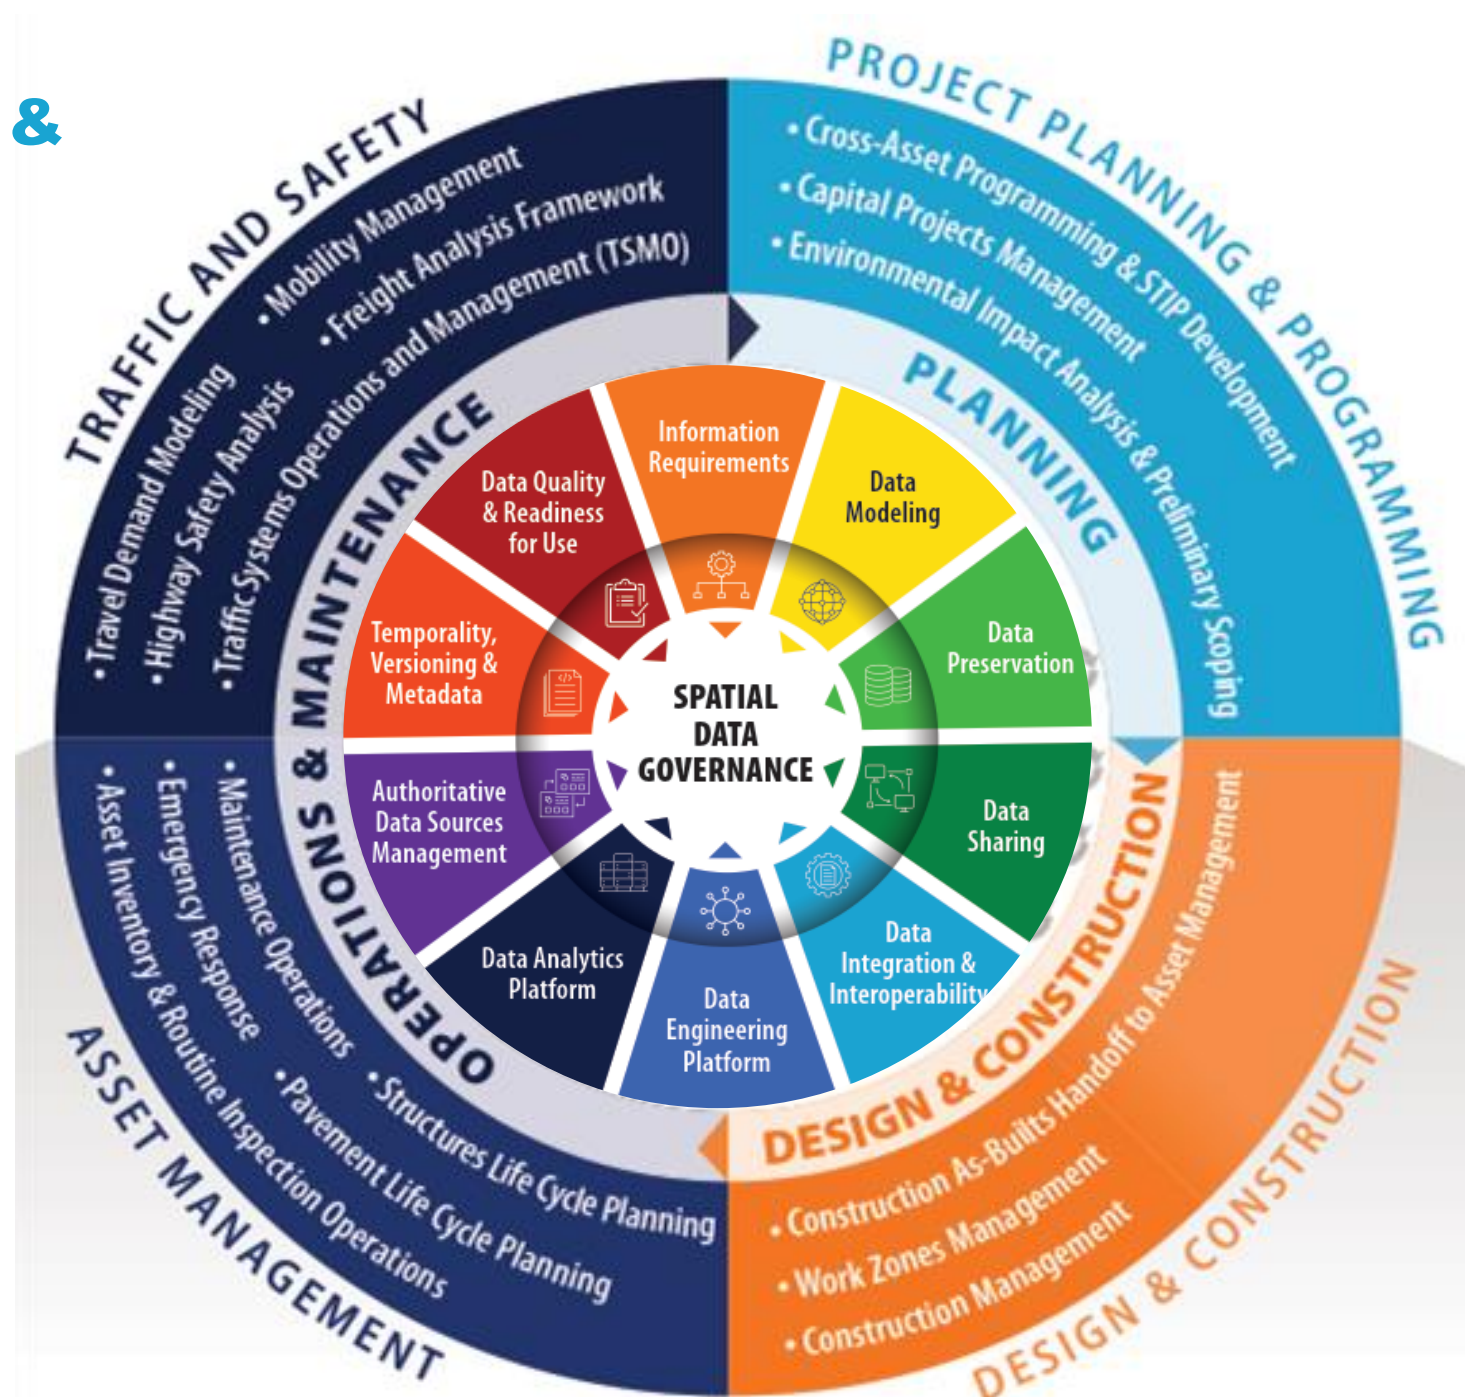 &
TRAFFIC AND SAFETY
• Mobility Management
• Freight Analysis Framework
• Travel Demand Modeling
• Highway Safety Analysis
• Traffic Systems Operations and Management (TSMO)
PROJECT PLANNING & PROGRAMMING
• Cross-Asset Programming & STIP Development
• Capital Projects Management
• Environmental Impact Analysis & Preliminary Scoping
PLANNING
DESIGN & CONSTRUCTION
• Construction As-Builts Handoff to Asset Management
• Work Zones Management
• Construction Management
DESIGN & CONSTRUCTION
ASSET MANAGEMENT
• Maintenance Operations
• Emergency Response
• Asset Inventory & Routine Inspection Operations
• Structures Life Cycle Planning
• Pavement Life Cycle Planning
OPERATIONS & MAINTENANCE
Information
Requirements
Data
Modeling
Data
Preservation
Data
Sharing
Data
Integration &
Interoperability
Data
Engineering
Platform
Data Analytics
Platform
Authoritative
Data Sources
Management
Temporality,
Versioning &
Metadata
Data Quality
& Readiness
for Use
SPATIAL
DATA
GOVERNANCE